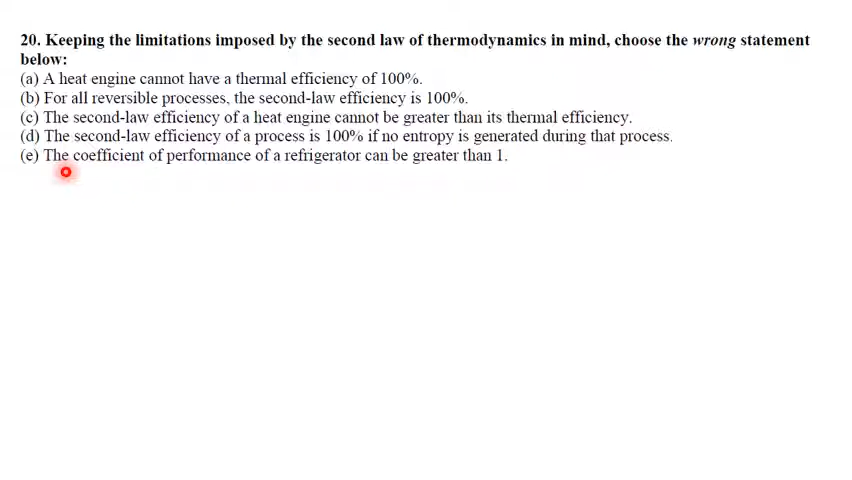 20. Keeping the limitations imposed by the second law of thermodynamics in mind, choose the wrong statement
below:
(a) A heat engine cannot have a thermal efficiency of 100%.
(b) For all reversible processes, the second-law efficiency is 100%.
(c) The second-law efficiency of a heat engine cannot be greater than its thermal efficiency.
(d) The second-law efficiency of a process is 100% if no entropy is generated during that process.
(e) The coefficient of performance of a refrigerator can be greater than 1.